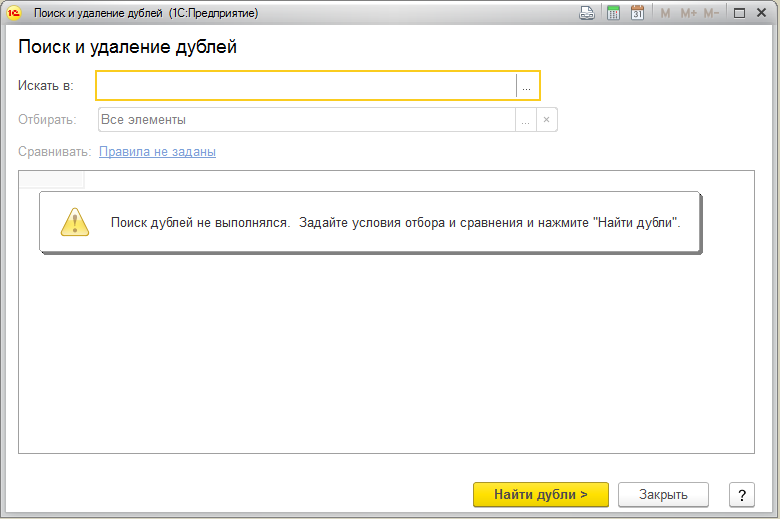 Поиск и удаление дублей (1С:Предприятие)
M M+ M-
Поиск и удаление дублей
Искать в:
...
Отбирать: Все элементы ... ×
Сравнивать: Правила не заданы
Поиск дублей не выполнялся. Задайте условия отбора и сравнения и нажмите "Найти дубли".
Найти дубли > Закрыть ?